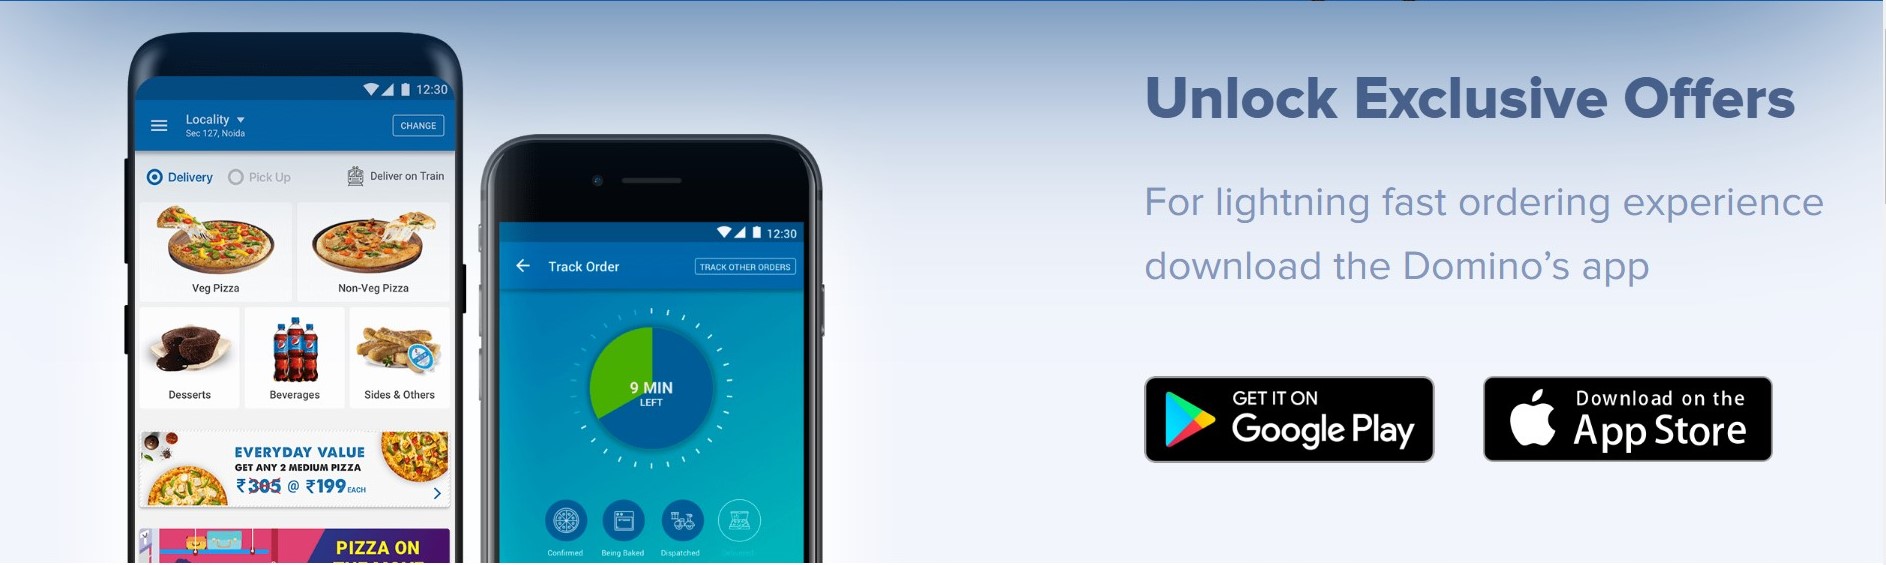 12:30
Locality
Sec 127, Noida
CHANGE
Delivery
Pick Up
Deliver on Train
Veg Pizza
Non-Veg Pizza
Desserts
Beverages
Sides & Others
EVERYDAY VALUE
GET ANY 2 MEDIUM PIZZA
₹305 @ ₹199 EACH
PIZZA ON
12:30
Track Order
TRACK OTHER ORDERS
9 MIN
LEFT
Confirmed
Being Baked
Dispatched
Unlock Exclusive Offers
For lightning fast ordering experience
download the Domino’s app
GET IT ON
Google Play
Download on the
App Store